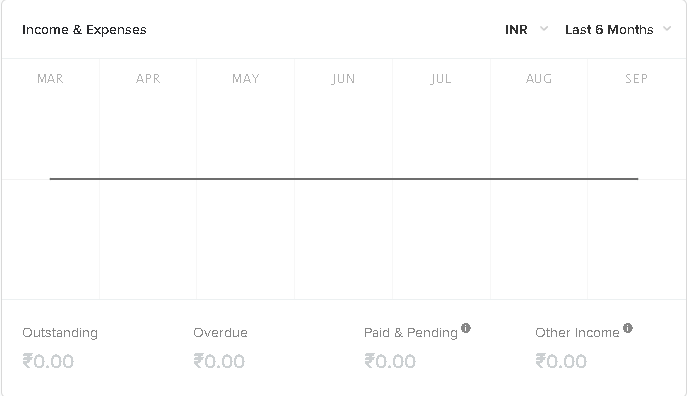 Income & Expenses INR Last 6 Months
MAR APR MAY JUN JUL AUG SEP
Outstanding Overdue Paid & Pending Other Income
₹0.00 ₹0.00 ₹0.00 ₹0.00